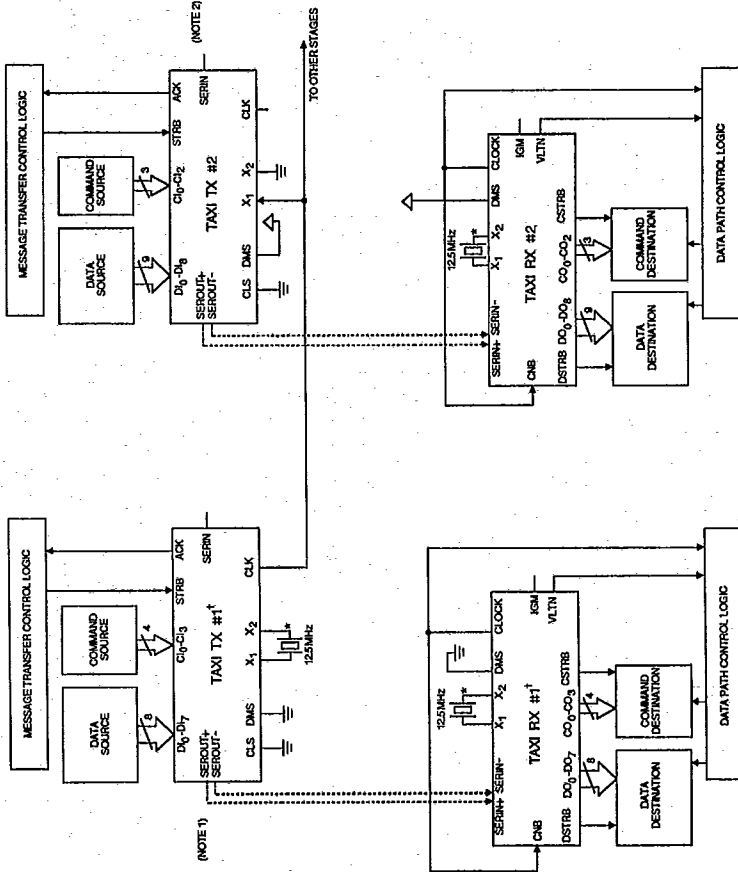 MESSAGE TRANSFER CONTROL LOGIC
DATA SOURCE
COMMAND SOURCE
8
4
DI0-DI7
CI0-CI3
STRB
ACK
SEROUT+
SEROUT-
TAXI TX #1†
SERIN
CLS
DMS
X1
X2
CLK
12.5MHz
*
(NOTE 1)
MESSAGE TRANSFER CONTROL LOGIC
DATA SOURCE
COMMAND SOURCE
9
3
DI0-DI8
CI0-CI2
STRB
ACK
SEROUT+
SEROUT-
TAXI TX #2
SERIN
(NOTE 2)
CLS
DMS
X1
X2
CLK
TO OTHER STAGES
12.5MHz
*
SERIN+
SERIN-
X1
X2
DMS
CLOCK
CNB
TAXI RX #1†
IGM
VLTN
DSTRB
DO0-DO7
CO0-CO3
CSTRB
8
4
DATA DESTINATION
COMMAND DESTINATION
DATA PATH CONTROL LOGIC
12.5MHz
*
SERIN+
SERIN-
X1
X2
DMS
CLOCK
CNB
TAXI RX #2
IGM
VLTN
DSTRB
DO0-DO8
CO0-CO2
CSTRB
9
3
DATA DESTINATION
COMMAND DESTINATION
DATA PATH CONTROL LOGIC